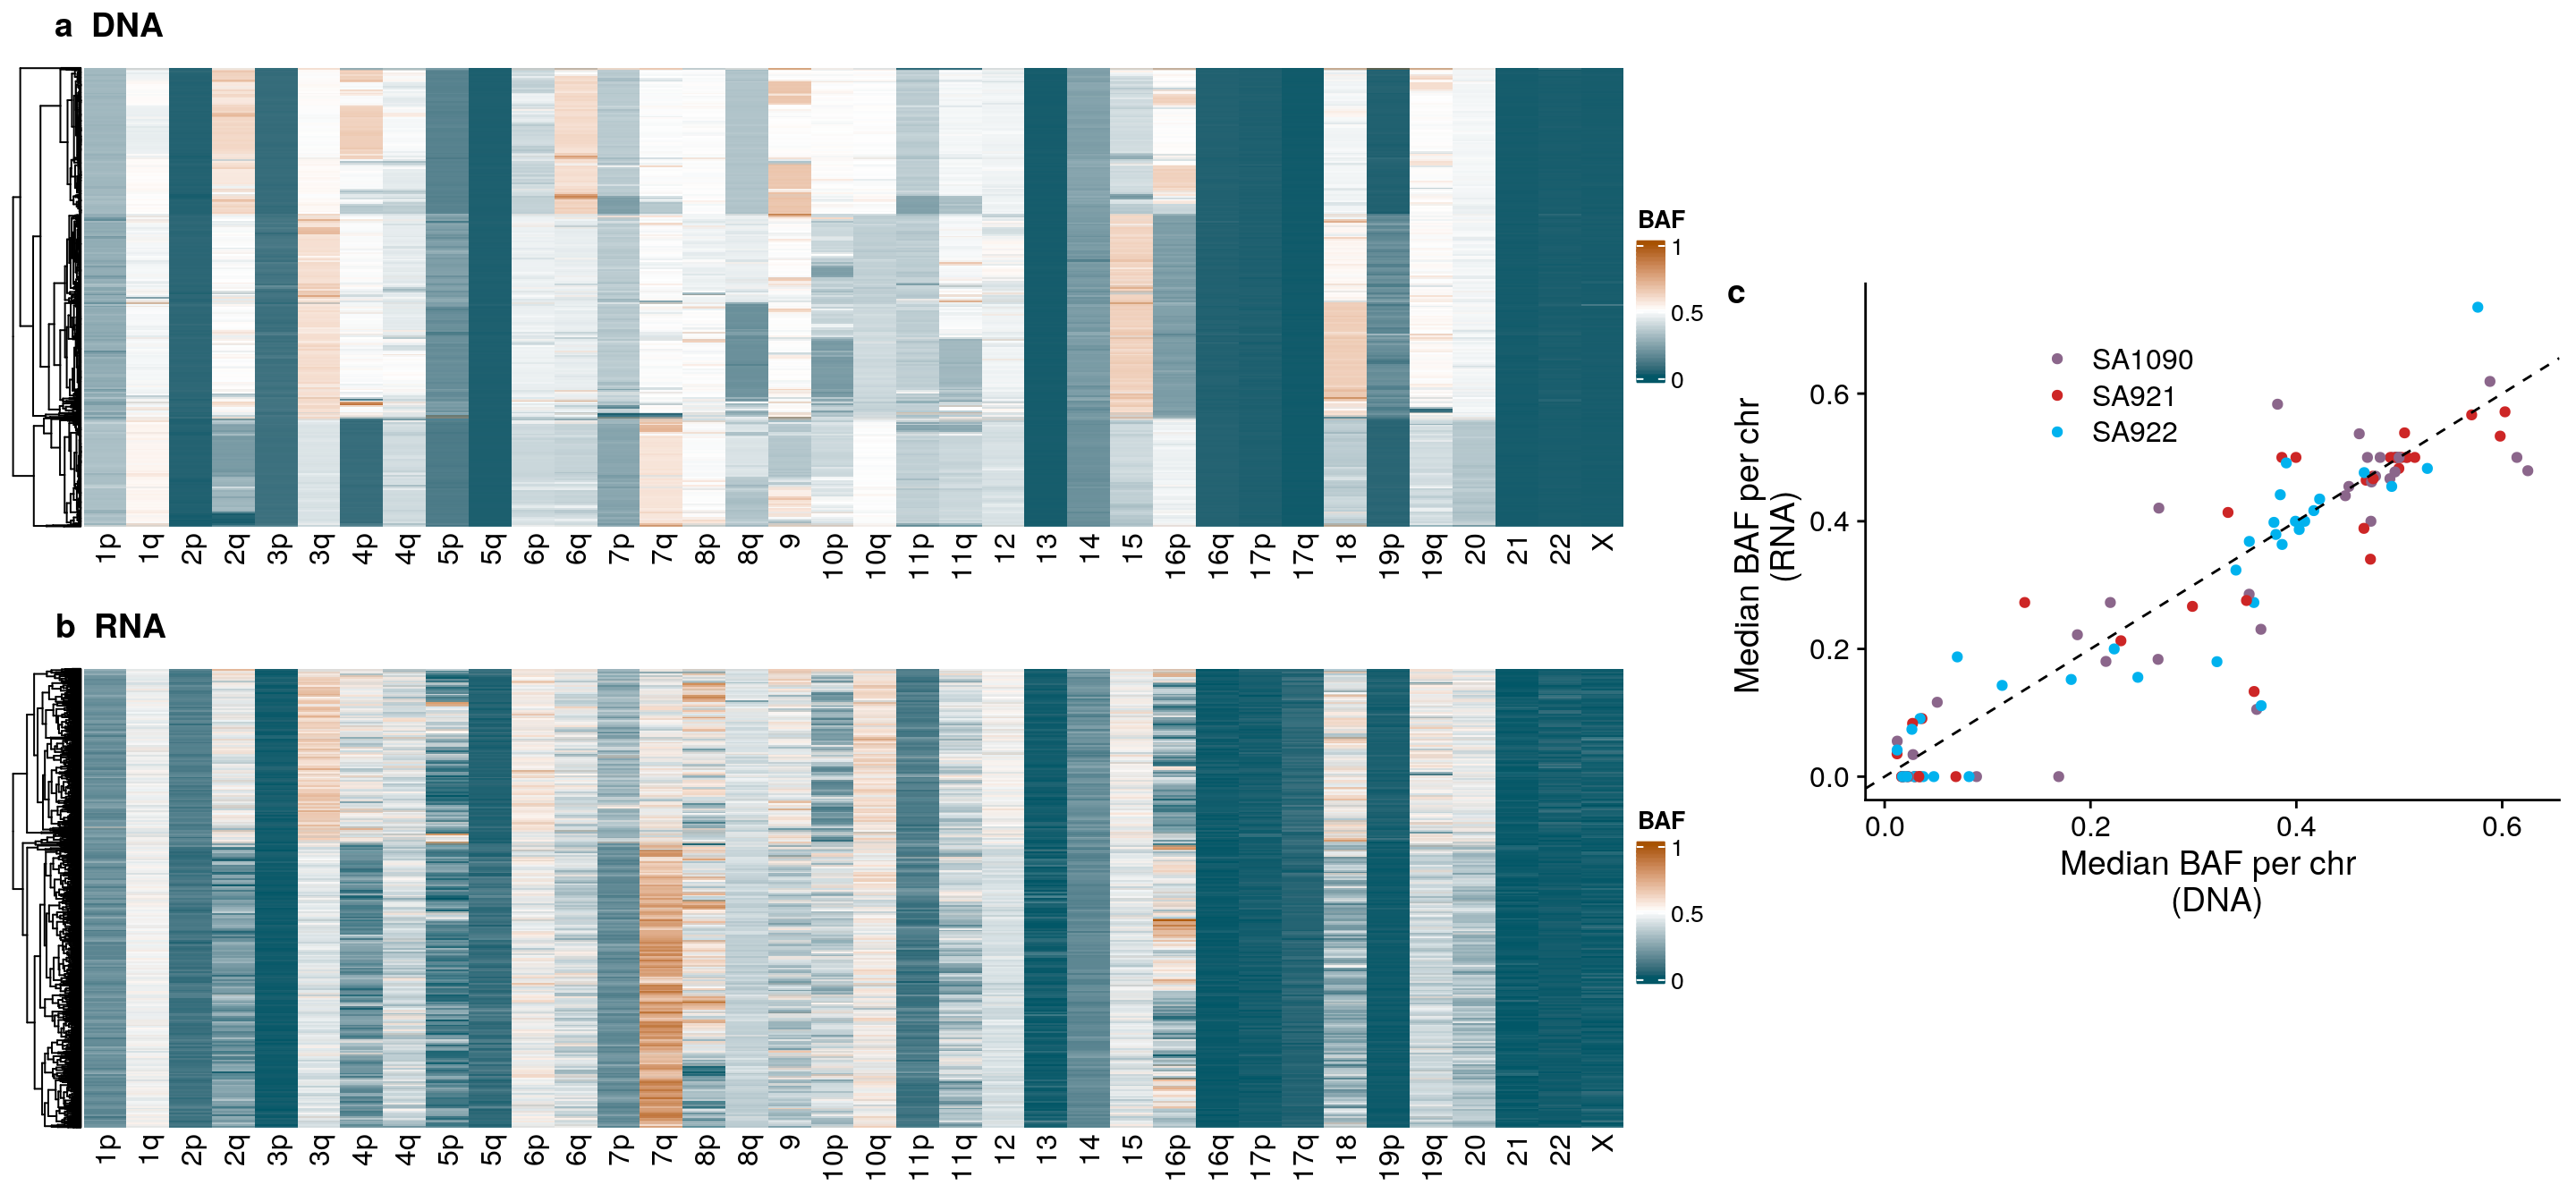 a DNA
BAF
1
0.5
0
1p 1q 2p 2q 3p 3q 4p 4q 5p 5q 6p 6q 7p 7q 8p 8q 9 10p 10q 11p 11q 12 13 14 15 16p 16q 17p 17q 18 19p 19q 20 21 22 X
b RNA
BAF
1
0.5
0
1p 1q 2p 2q 3p 3q 4p 4q 5p 5q 6p 6q 7p 7q 8p 8q 9 10p 10q 11p 11q 12 13 14 15 16p 16q 17p 17q 18 19p 19q 20 21 22 X
c
SA1090
SA921
SA922
Median BAF per chr
(RNA)
0.6
0.4
0.2
0.0
0.0 0.2 0.4 0.6
Median BAF per chr
(DNA)